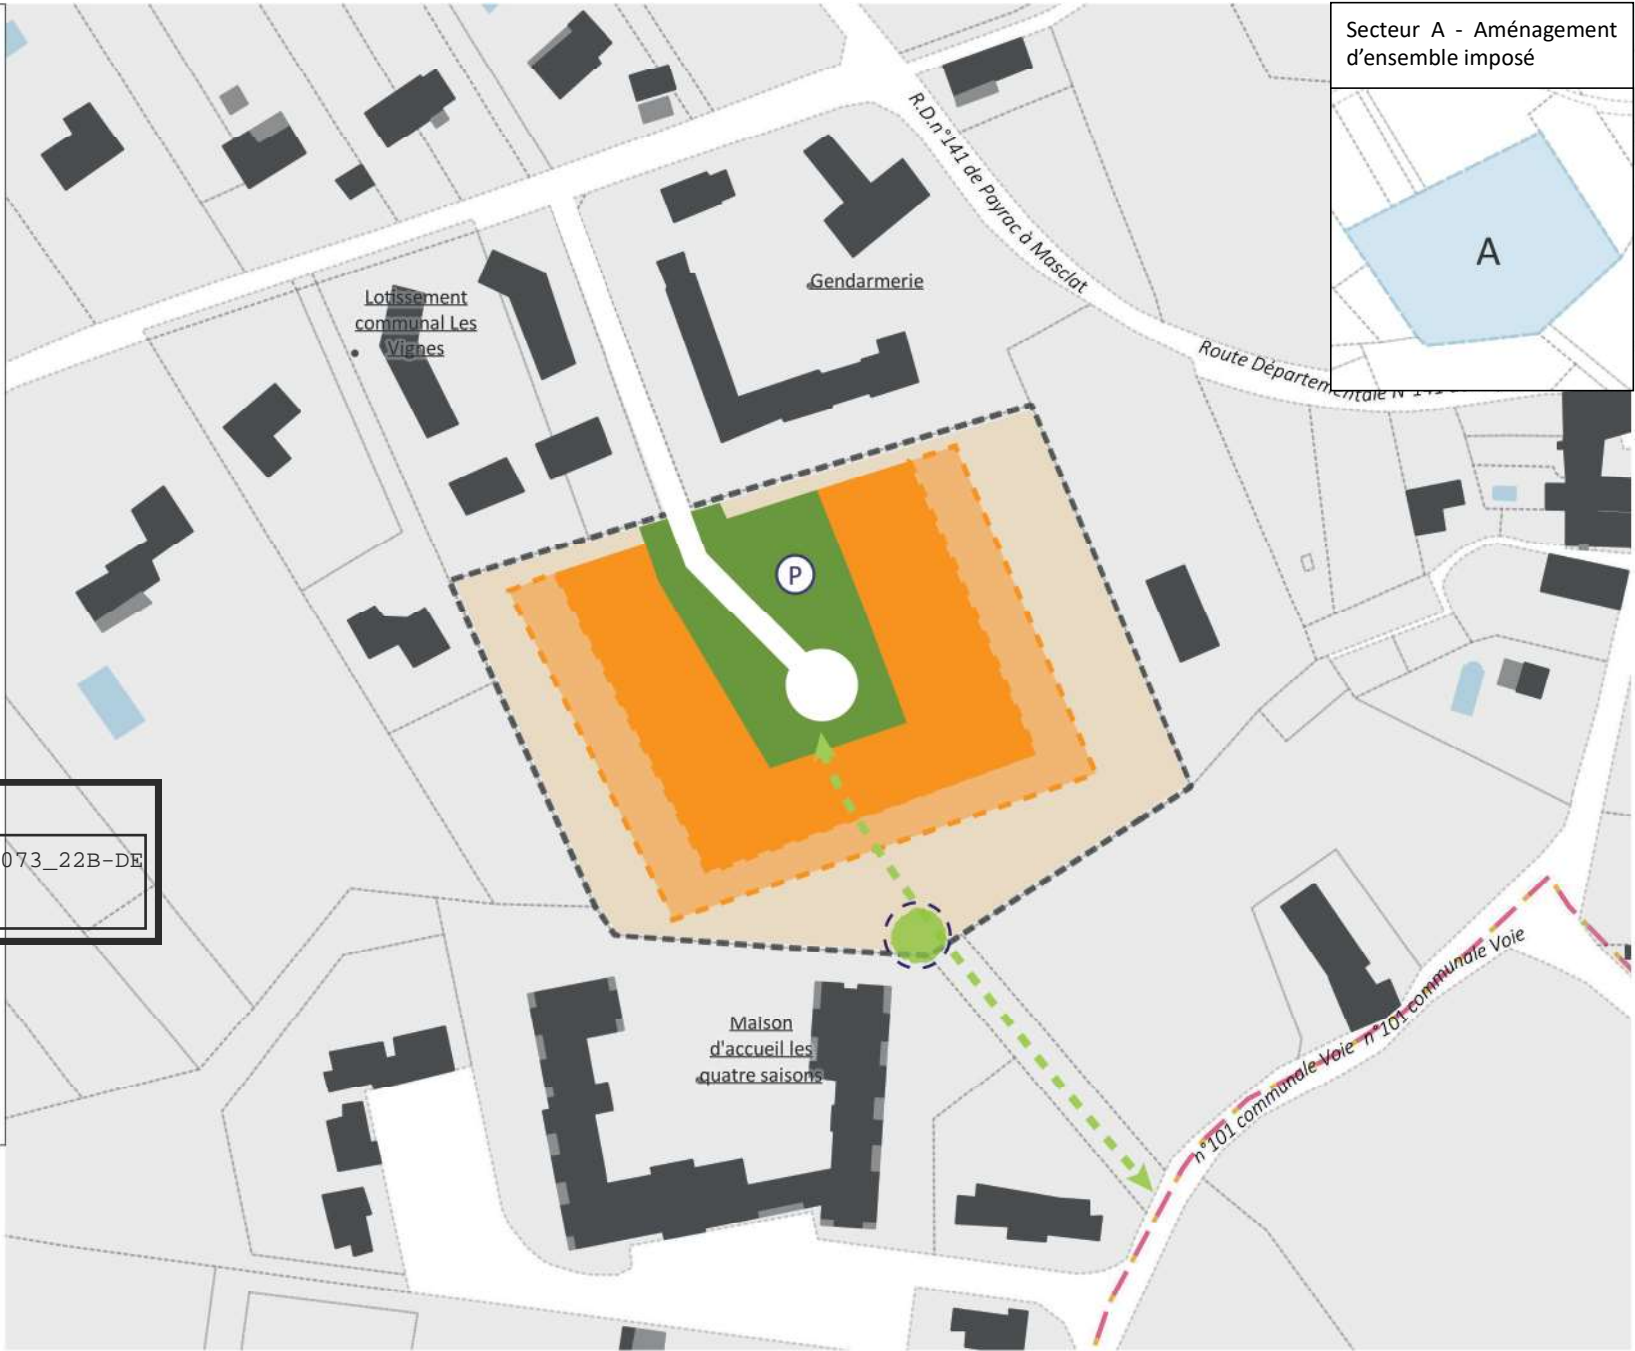 Secteur A - Aménagement
d'ensemble imposé
A
R.D.n°141 de Payrac à Masclat
Gendarmerie
Lotissement
communal Les
Vignes
Route Départementale N°141
P
073_22B-DE
Maison
d'accueil les
quatre saisons
n°101 communale Voie n°101 communale Voie